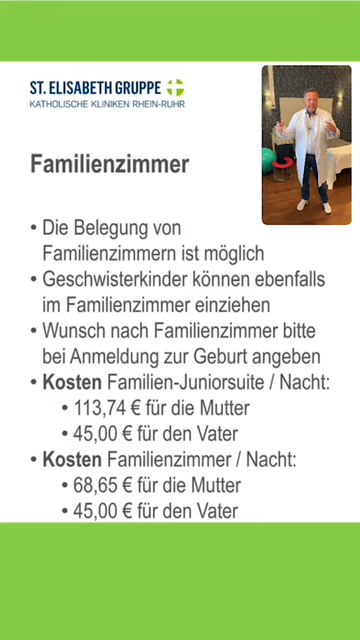 ST. ELISABETH GRUPPE
KATHOLISCHE KLINIKEN RHEIN-RUHR
Familienzimmer
• Die Belegung von
Familienzimmern ist möglich
• Geschwisterkinder können ebenfalls
im Familienzimmer einziehen
• Wunsch nach Familienzimmer bitte
bei Anmeldung zur Geburt angeben
• Kosten Familien-Juniorsuite / Nacht:
• 113,74 € für die Mutter
• 45,00 € für den Vater
• Kosten Familienzimmer / Nacht:
• 68,65 € für die Mutter
• 45,00 € für den Vater